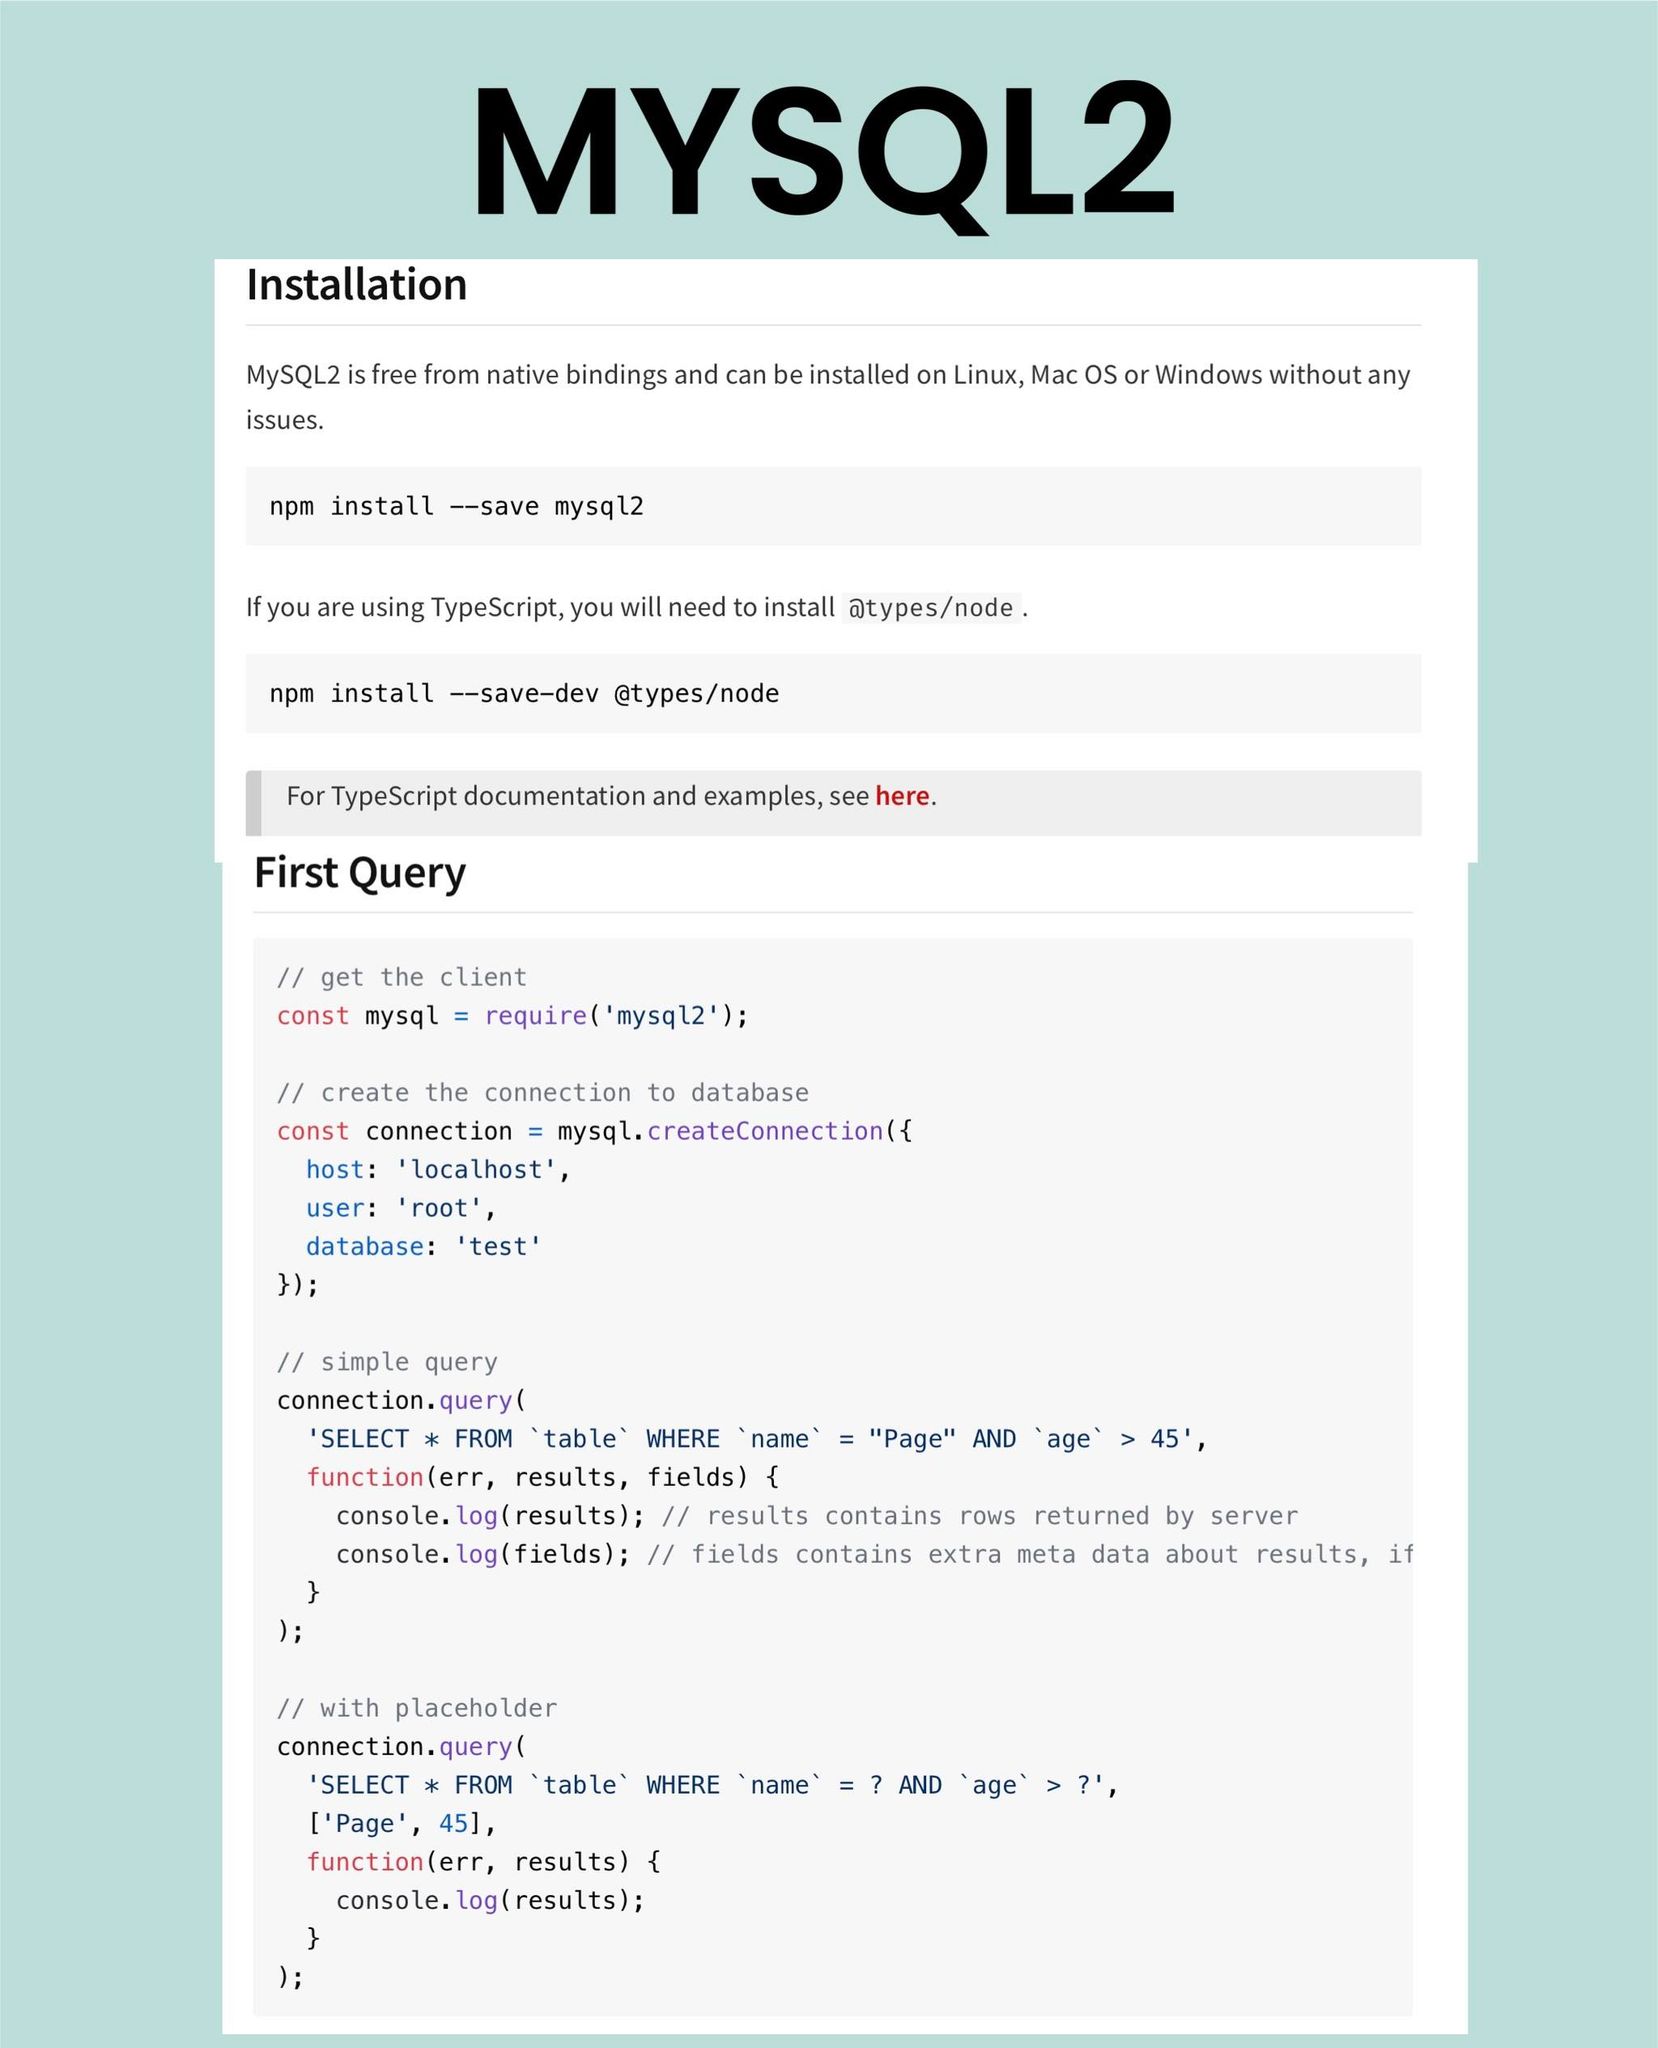 MYSQL2
Installation
MySQL2 is free from native bindings and can be installed on Linux, Mac OS or Windows without any
issues.
npm install --save mysql2
If you are using TypeScript, you will need to install @types/node.
npm install --save-dev @types/node
For TypeScript documentation and examples, see here.
First Query
// get the client
const mysql = require('mysql2');
// create the connection to database
const connection = mysql.createConnection({
  host: 'localhost',
  user: 'root',
  database: 'test'
});
// simple query
connection.query(
  'SELECT * FROM `table` WHERE `name` = "Page" AND `age` > 45',
  function(err, results, fields) {
    console.log(results); // results contains rows returned by server
    console.log(fields); // fields contains extra meta data about results, if
  }
);
// with placeholder
connection.query(
  'SELECT * FROM `table` WHERE `name` = ? AND `age` > ?',
  ['Page', 45],
  function(err, results) {
    console.log(results);
  }
);